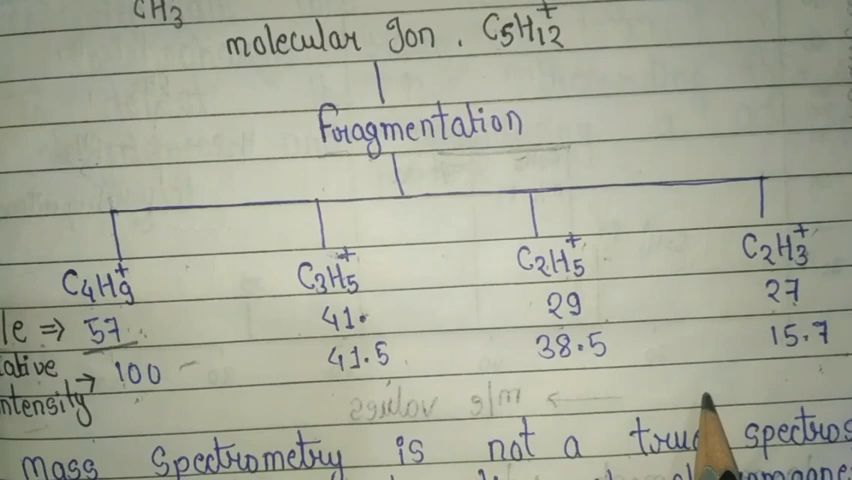 CH3
molecular Ion . C5H12+
Fragmentation
C4H9+ C3H5+ C2H5+ C2H3+
le ⇒ 57 41. 29 27
ative ntensity → 100 41.5 38.5 15.7
mass spectrometry is not a true spectros